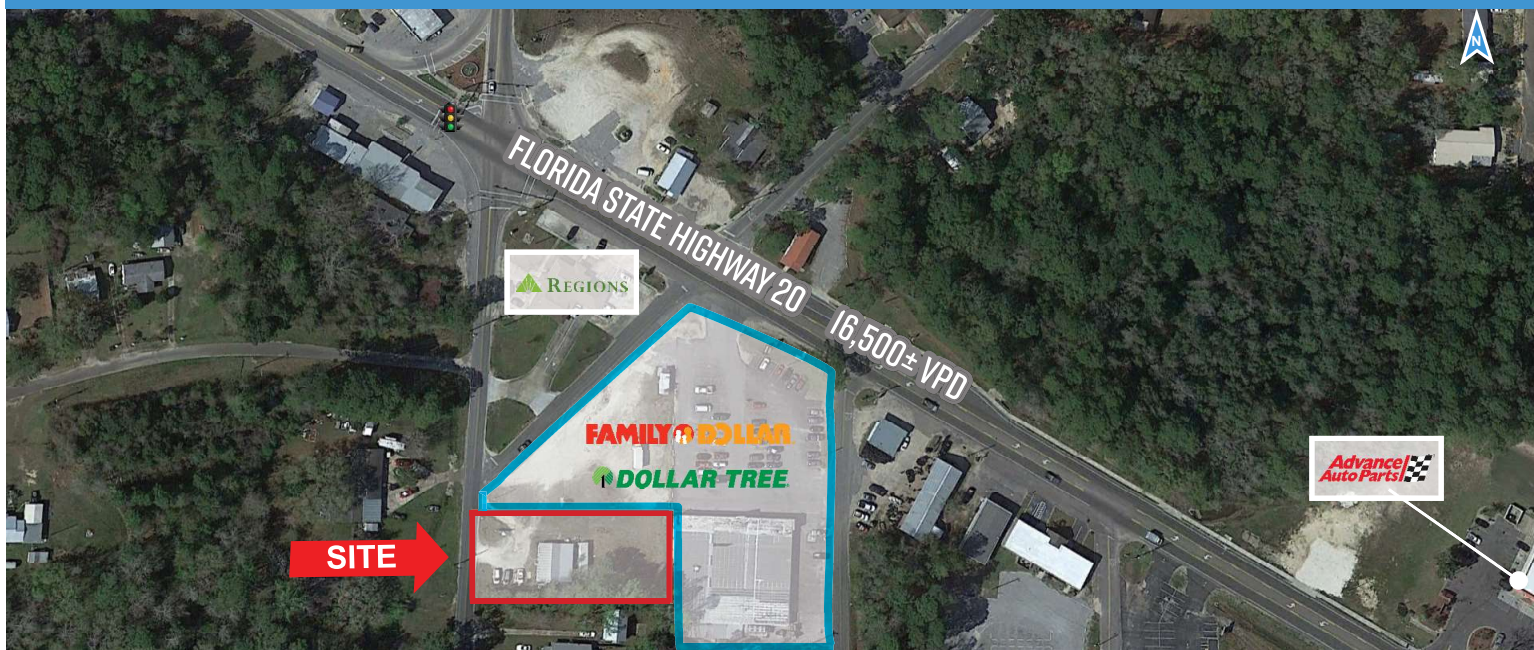 N
FLORIDA STATE HIGHWAY 20 16,500± VPD
REGIONS
FAMILY DOLLAR
DOLLAR TREE
Advance
Auto Parts
SITE